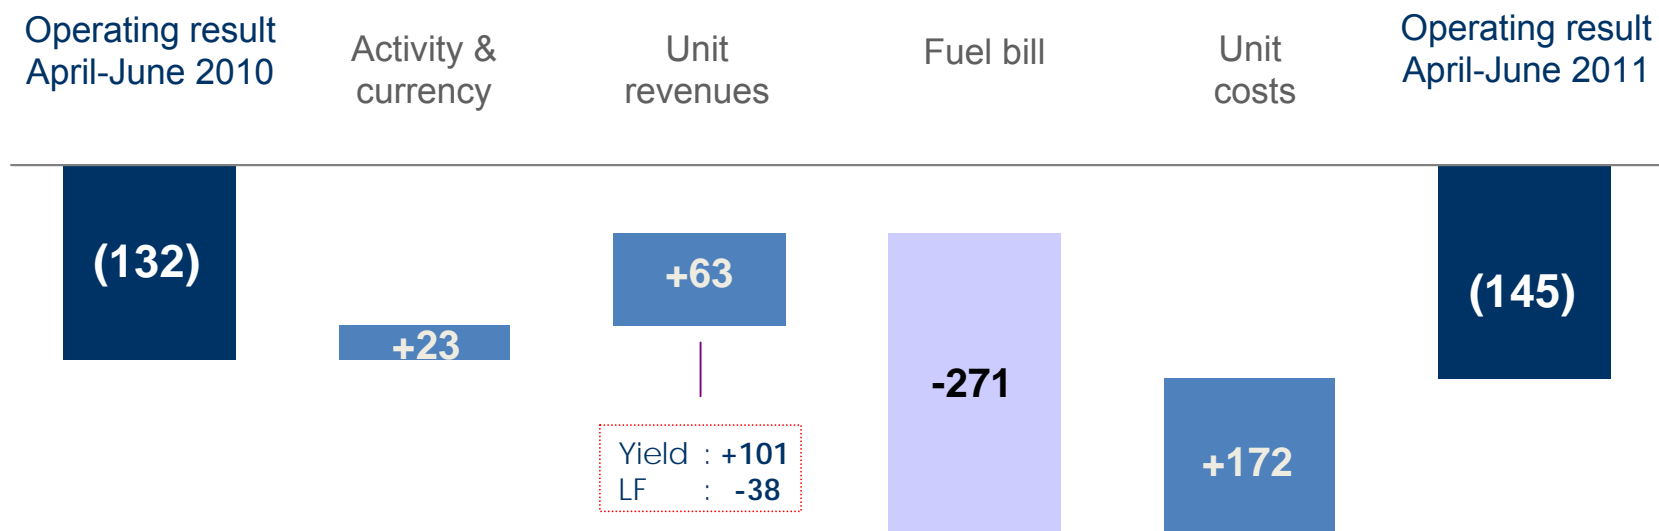 Operating result
April-June 2010
Activity &
currency
Unit
revenues
Fuel bill
Unit
costs
Operating result
April-June 2011
(132)
+23
+63
-271
+172
(145)
Yield : +101
LF : -38